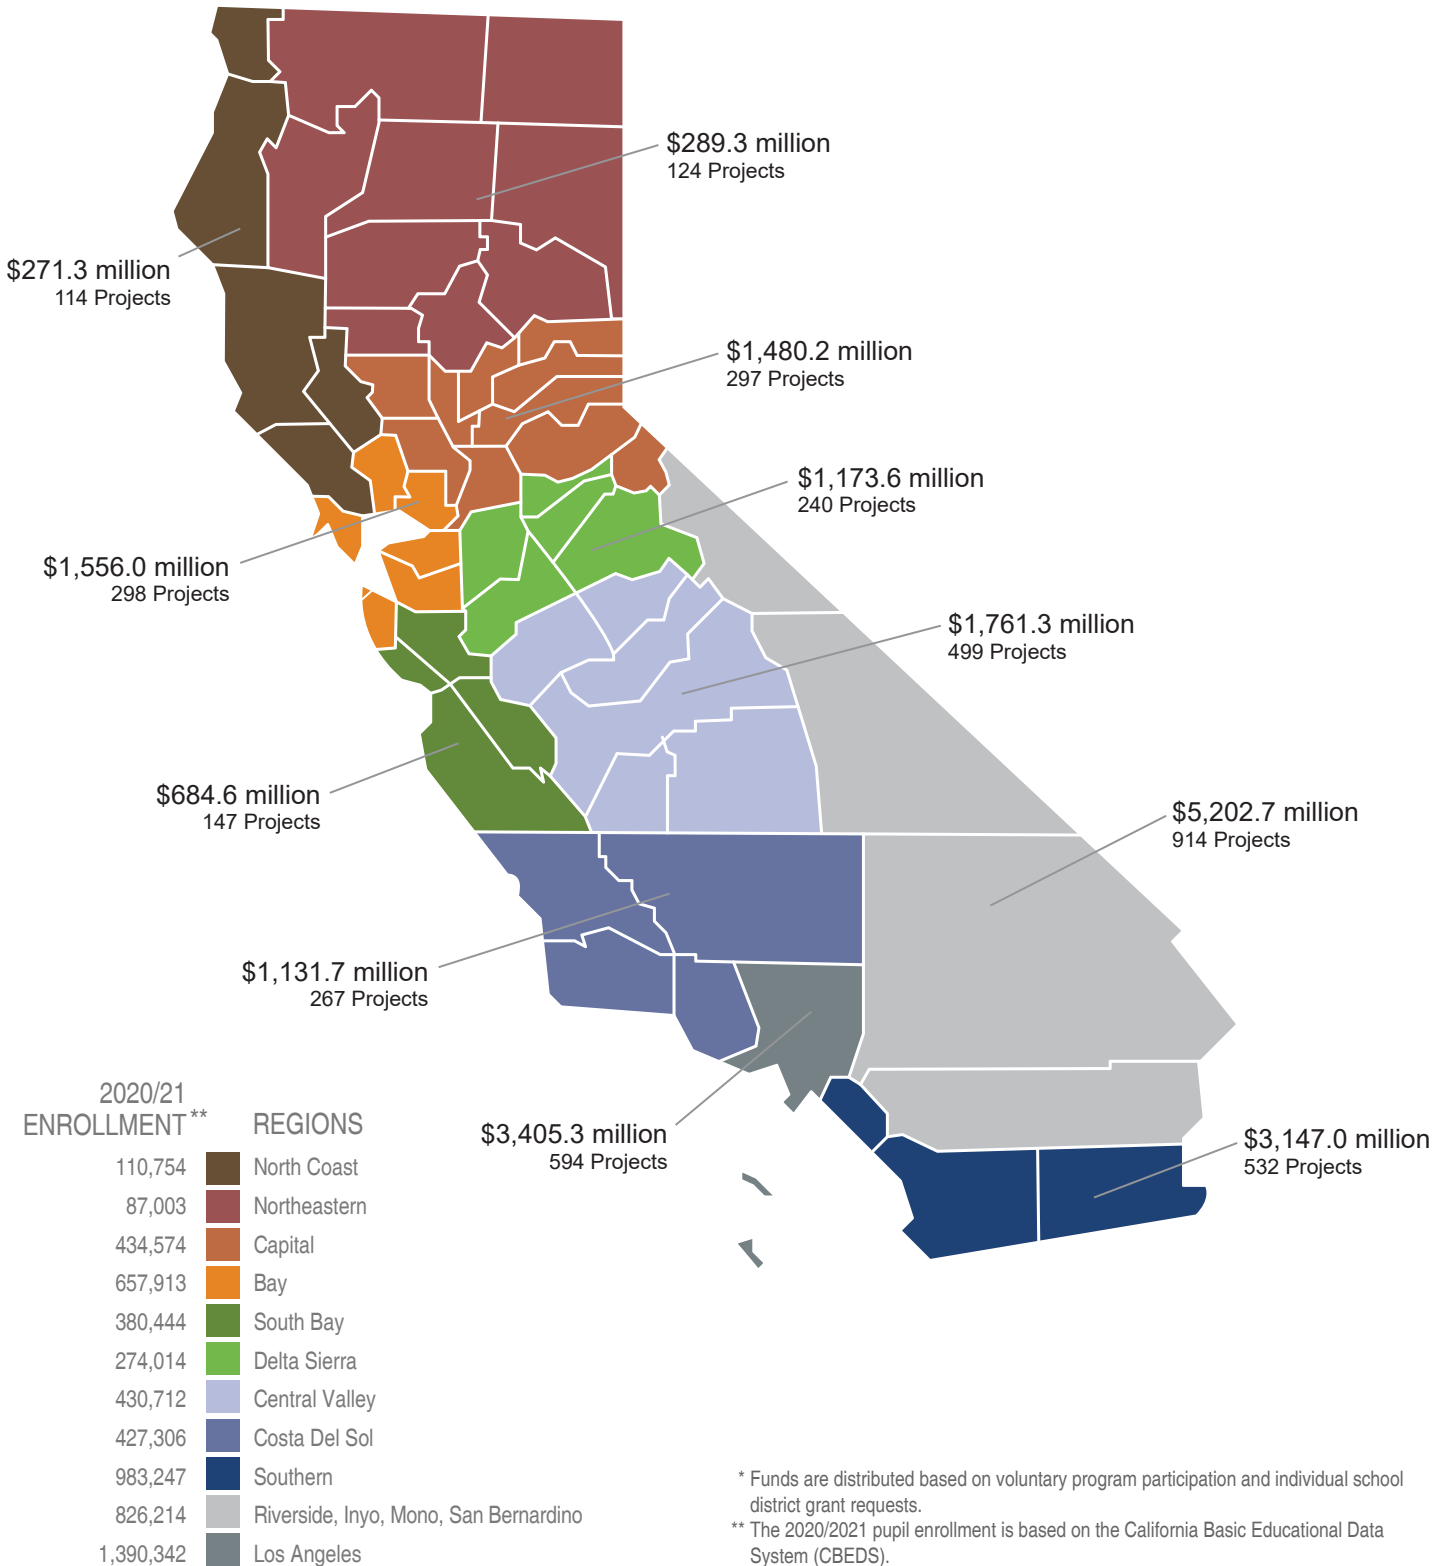 $289.3 million
124 Projects
$271.3 million
114 Projects
$1,480.2 million
297 Projects
$1,173.6 million
240 Projects
$1,556.0 million
298 Projects
$1,761.3 million
499 Projects
$684.6 million
147 Projects
$5,202.7 million
914 Projects
$1,131.7 million
267 Projects
$3,405.3 million
594 Projects
$3,147.0 million
532 Projects
2020/21
ENROLLMENT** REGIONS
110,754 North Coast
87,003 Northeastern
434,574 Capital
657,913 Bay
380,444 South Bay
274,014 Delta Sierra
430,712 Central Valley
427,306 Costa Del Sol
983,247 Southern
826,214 Riverside, Inyo, Mono, San Bernardino
1,390,342 Los Angeles
* Funds are distributed based on voluntary program participation and individual school
district grant requests.
** The 2020/2021 pupil enrollment is based on the California Basic Educational Data
System (CBEDS).